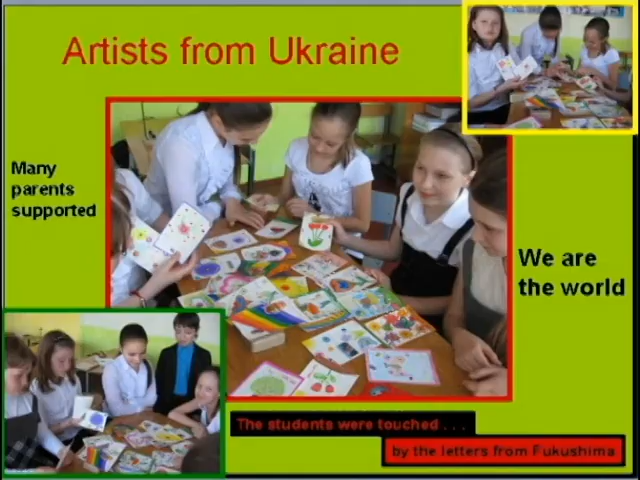 Artists from Ukraine
Many
parents
supported
We are
the world
The students were touched . . .
by the letters from Fukushima